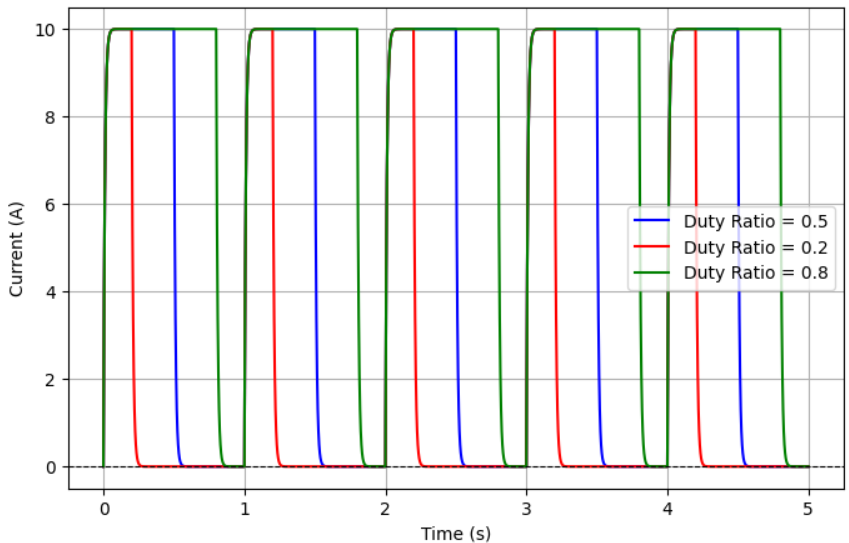 10
8
6
4
2
0
Current (A)
Duty Ratio = 0.5
Duty Ratio = 0.2
Duty Ratio = 0.8
0 1 2 3 4 5
Time (s)